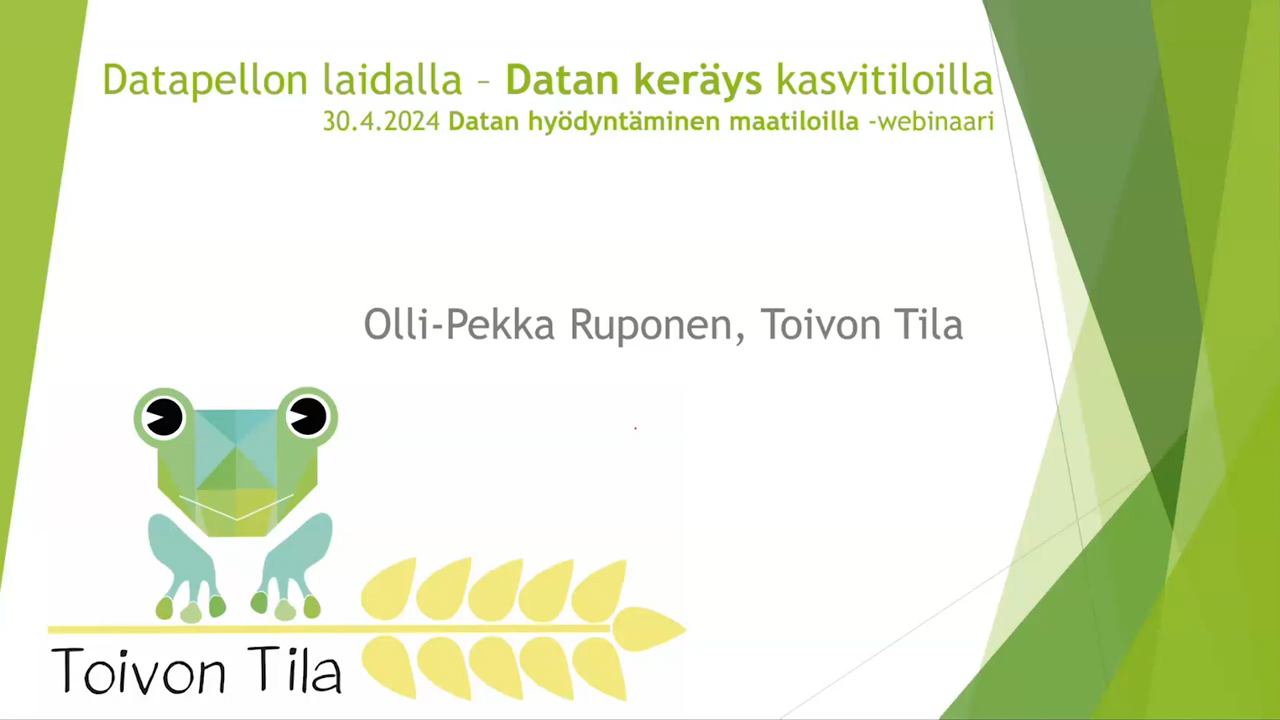 Datapellon laidalla – Datan keräys kasvitiloilla
30.4.2024 Datan hyödyntäminen maatiloilla -webinaari
Olli-Pekka Ruponen, Toivon Tila
Toivon Tila